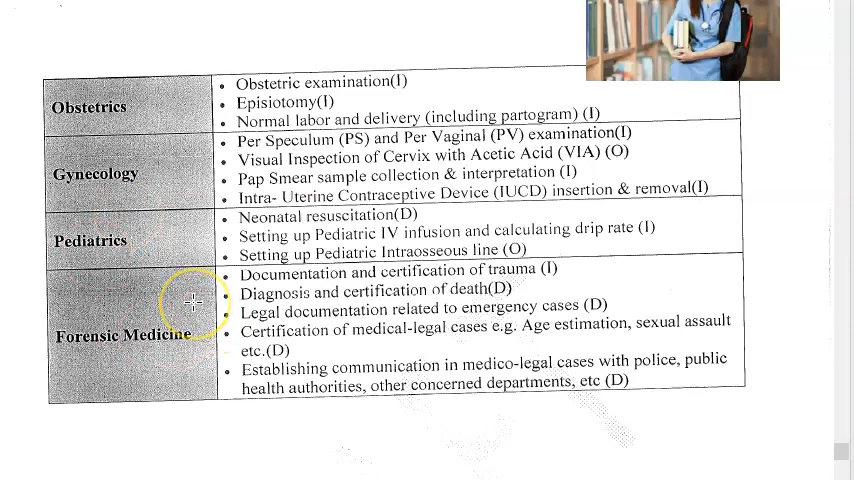 Obstetrics
• Obstetric examination(I)
• Episiotomy(I)
• Normal labor and delivery (including partogram) (I)
Gynecology
• Per Speculum (PS) and Per Vaginal (PV) examination(I)
• Visual Inspection of Cervix with Acetic Acid (VIA) (O)
• Pap Smear sample collection & interpretation (I)
• Intra- Uterine Contraceptive Device (IUCD) insertion & removal(I)
Pediatrics
• Neonatal resuscitation(D)
• Setting up Pediatric IV infusion and calculating drip rate (I)
• Setting up Pediatric Intraosseous line (O)
Forensic Medicine
• Documentation and certification of trauma (I)
• Diagnosis and certification of death(D)
• Legal documentation related to emergency cases (D)
• Certification of medical-legal cases e.g. Age estimation, sexual assault
etc.(D)
• Establishing communication in medico-legal cases with police, public
health authorities, other concerned departments, etc (D)